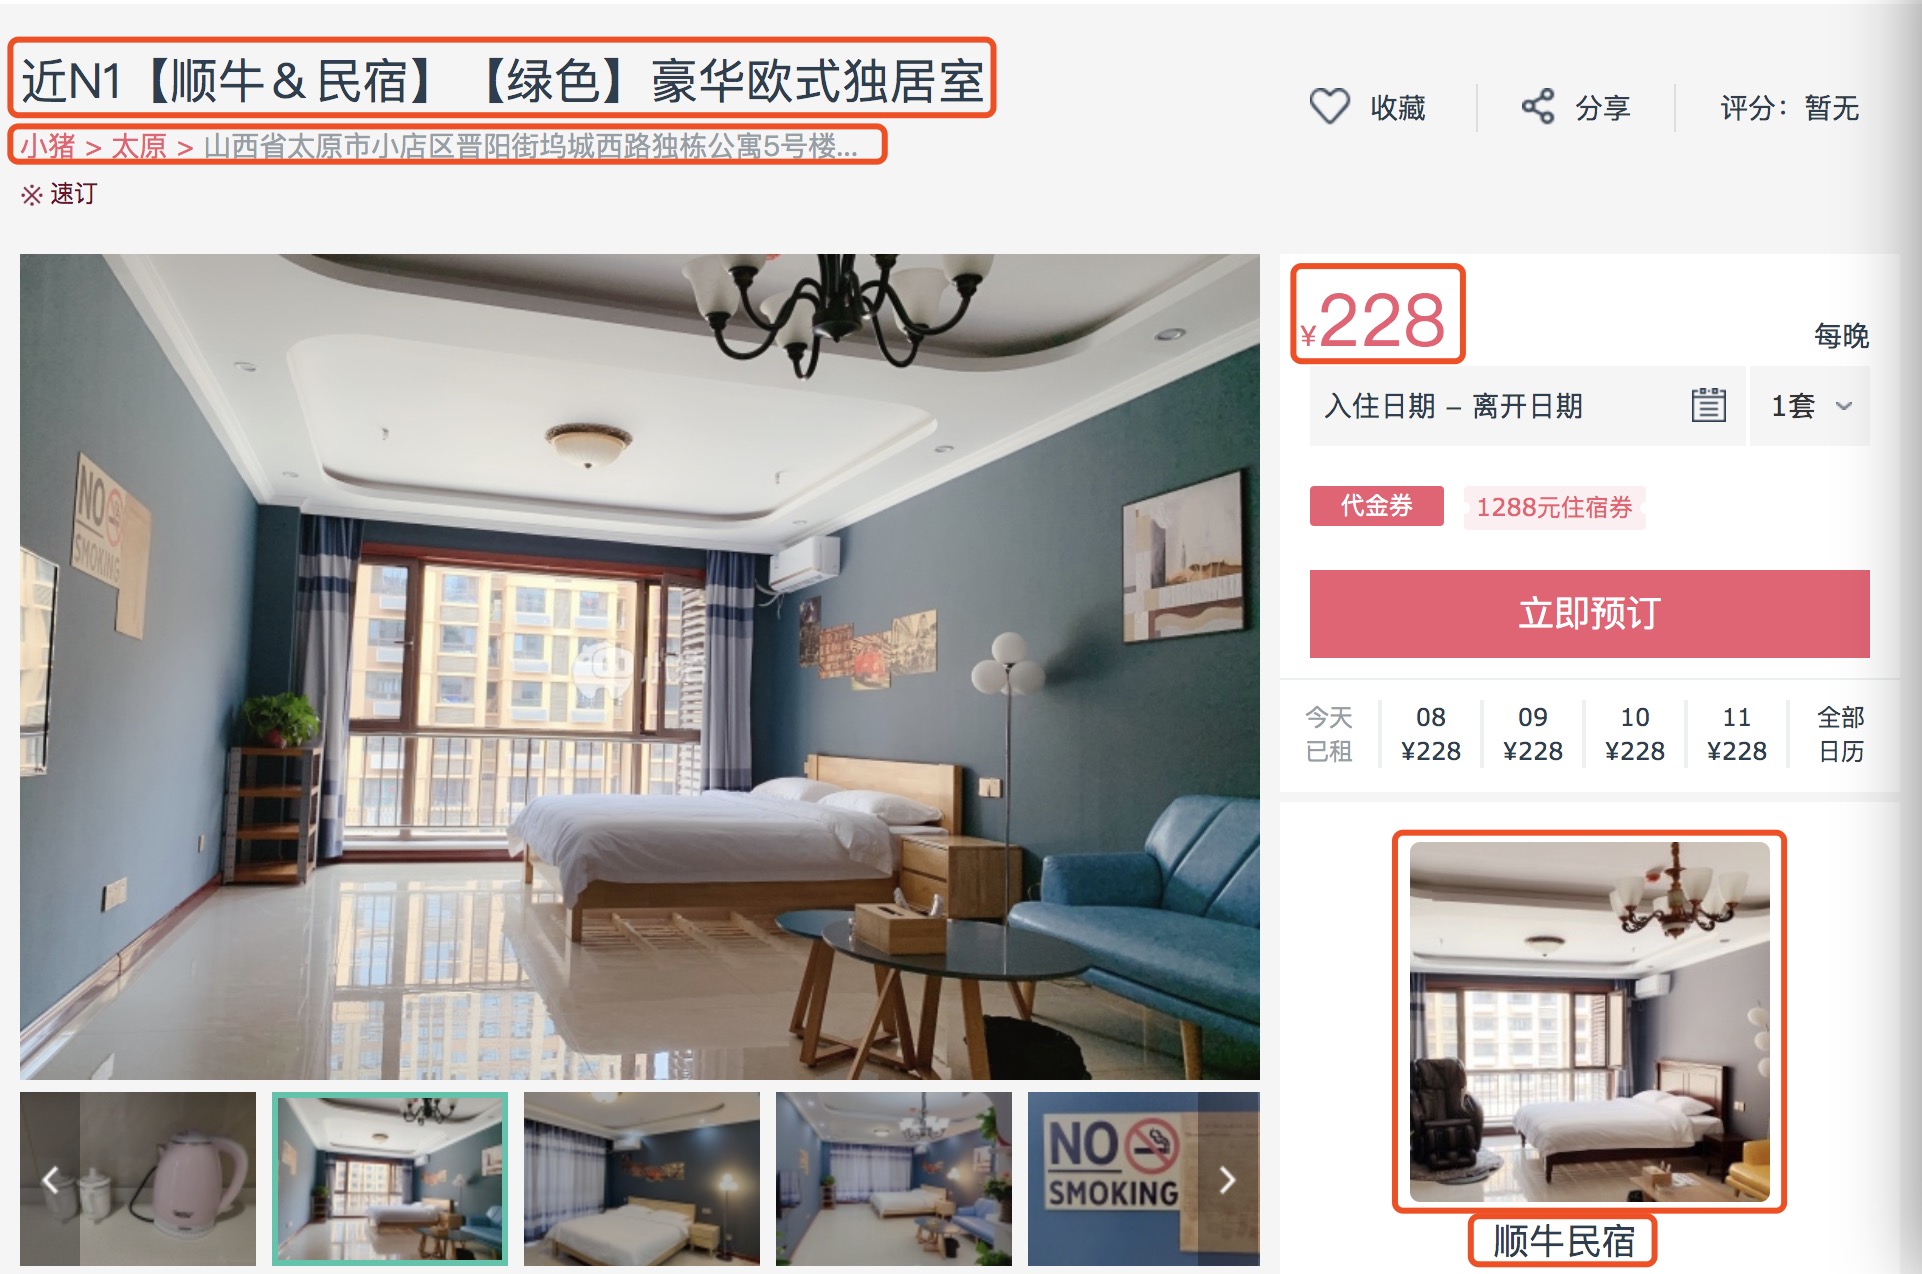 近N1【顺牛＆民宿】【绿色】豪华欧式独居室
收藏
分享
评分：暂无
小猪 > 太原 > 山西省太原市小店区晋阳街坞城西路独栋公寓5号楼...
※ 速订
¥228
每晚
入住日期 – 离开日期
1套
代金券
1288元住宿券
立即预订
今天 08 09 10 11 全部
已租 ¥228 ¥228 ¥228 ¥228 日历
NO
SMOKING
NO
SMOKING
顺牛民宿